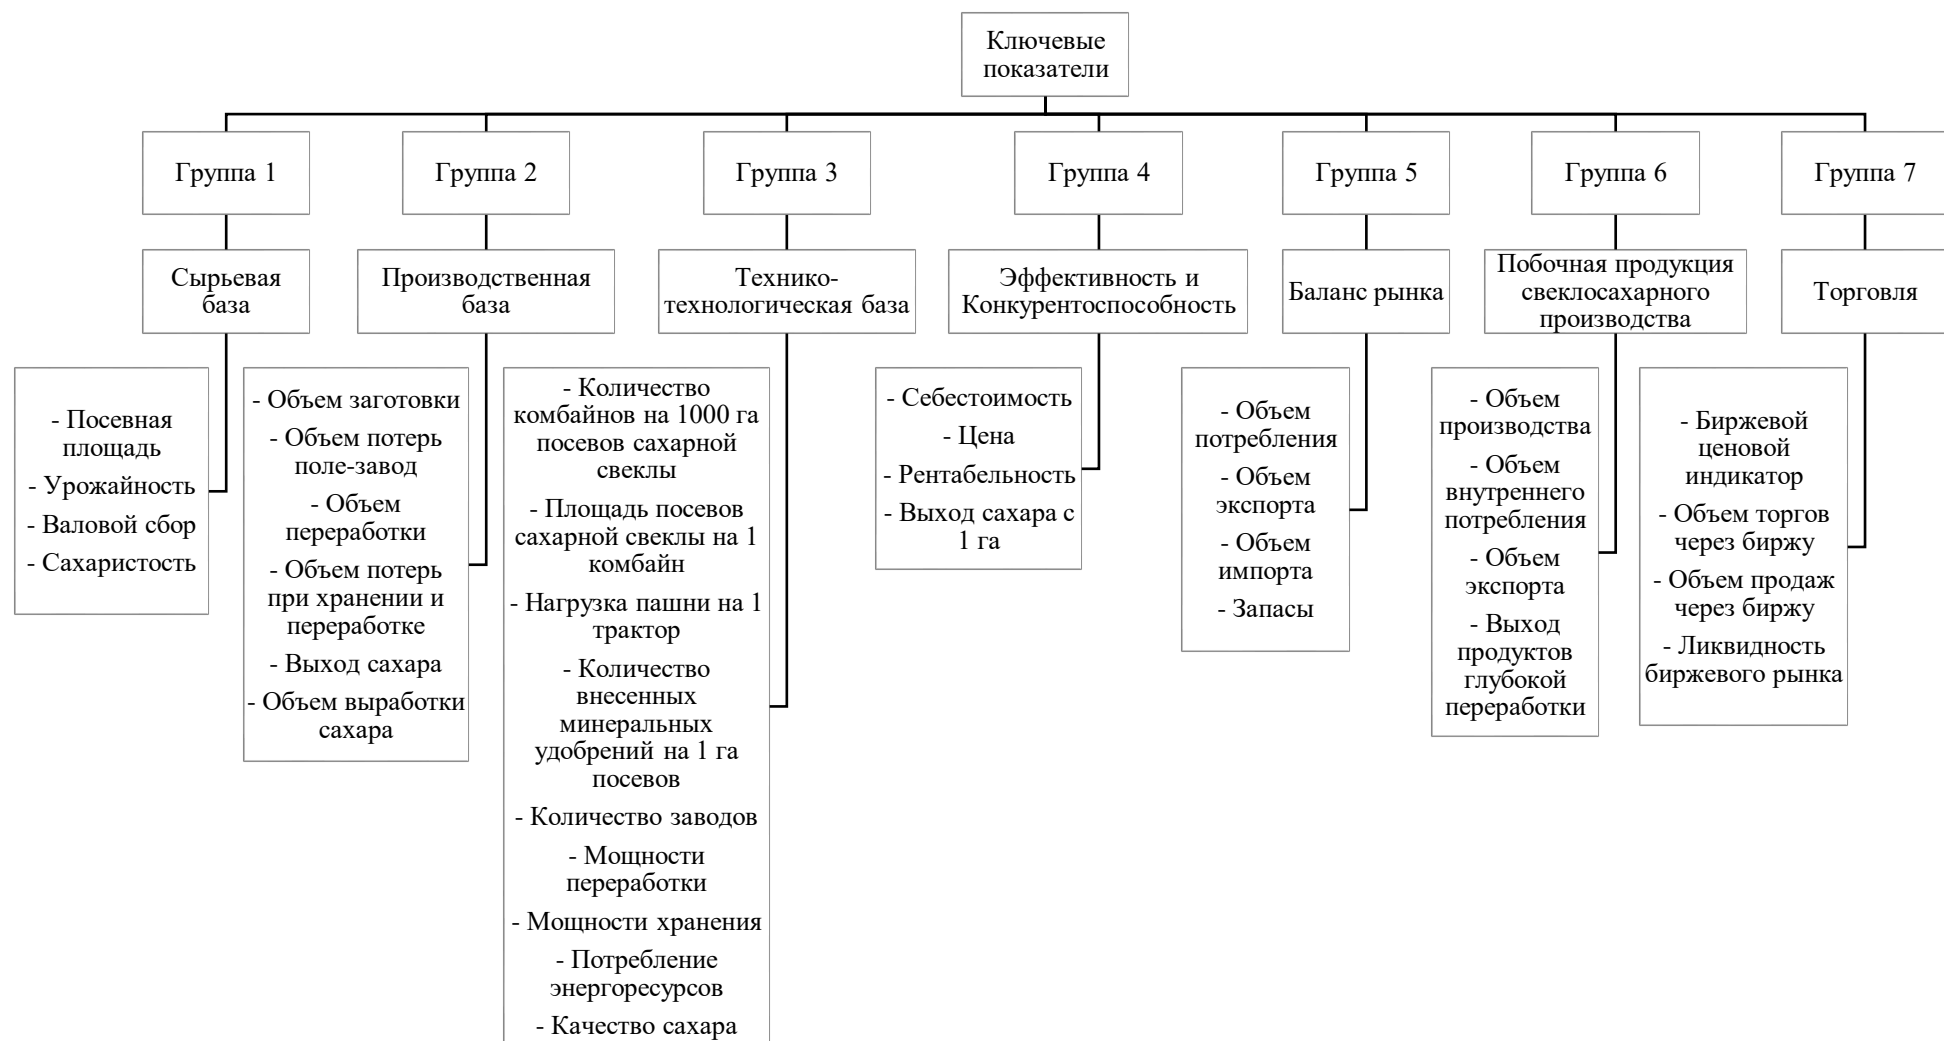 Ключевые
показатели
Группа 1
Группа 2
Группа 3
Группа 4
Группа 5
Группа 6
Группа 7
Сырьевая
база
Производственная
база
Технико-
технологическая база
Эффективность и
Конкурентоспособность
Баланс рынка
Побочная продукция
свеклосахарного
производства
Торговля
- Посевная
площадь
- Урожайность
- Валовой сбор
- Сахаристость
- Объем заготовки
- Объем потерь
поле-завод
- Объем
переработки
- Объем потерь
при хранении и
переработке
- Выход сахара
- Объем выработки
сахара
- Количество
комбайнов на 1000 га
посевов сахарной
свеклы
- Площадь посевов
сахарной свеклы на 1
комбайн
- Нагрузка пашни на 1
трактор
- Количество
внесенных
минеральных
удобрений на 1 га
посевов
- Количество заводов
- Мощности
переработки
- Мощности хранения
- Потребление
энергоресурсов
- Качество сахара
- Себестоимость
- Цена
- Рентабельность
- Выход сахара с
1 га
- Объем
потребления
- Объем
экспорта
- Объем
импорта
- Запасы
- Объем
производства
- Объем
внутреннего
потребления
- Объем
экспорта
- Выход
продуктов
глубокой
переработки
- Биржевой
ценовой
индикатор
- Объем торгов
через биржу
- Объем продаж
через биржу
- Ликвидность
биржевого рынка